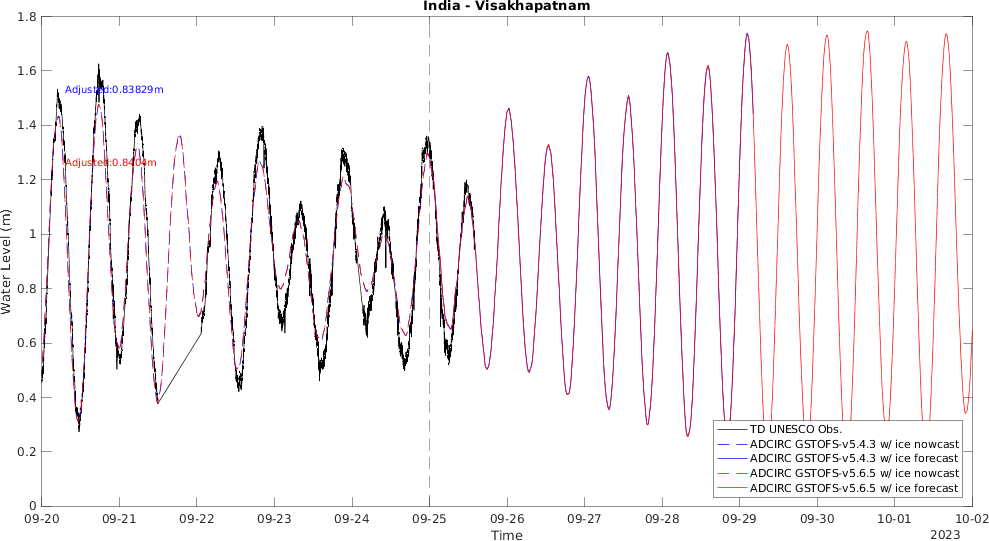 India - Visakhapatnam
1.8
1.6
1.4
1.2
1
0.8
0.6
0.4
0.2
0
Water Level (m)
Adjusted:0.83829m
Adjusted:0.8404m
TD UNESCO Obs.
ADCIRC GSTOFS-v5.4.3 w/ ice nowcast
ADCIRC GSTOFS-v5.4.3 w/ ice forecast
ADCIRC GSTOFS-v5.6.5 w/ ice nowcast
ADCIRC GSTOFS-v5.6.5 w/ ice forecast
09-20 09-21 09-22 09-23 09-24 09-25 09-26 09-27 09-28 09-29 09-30 10-01 10-02
Time
2023